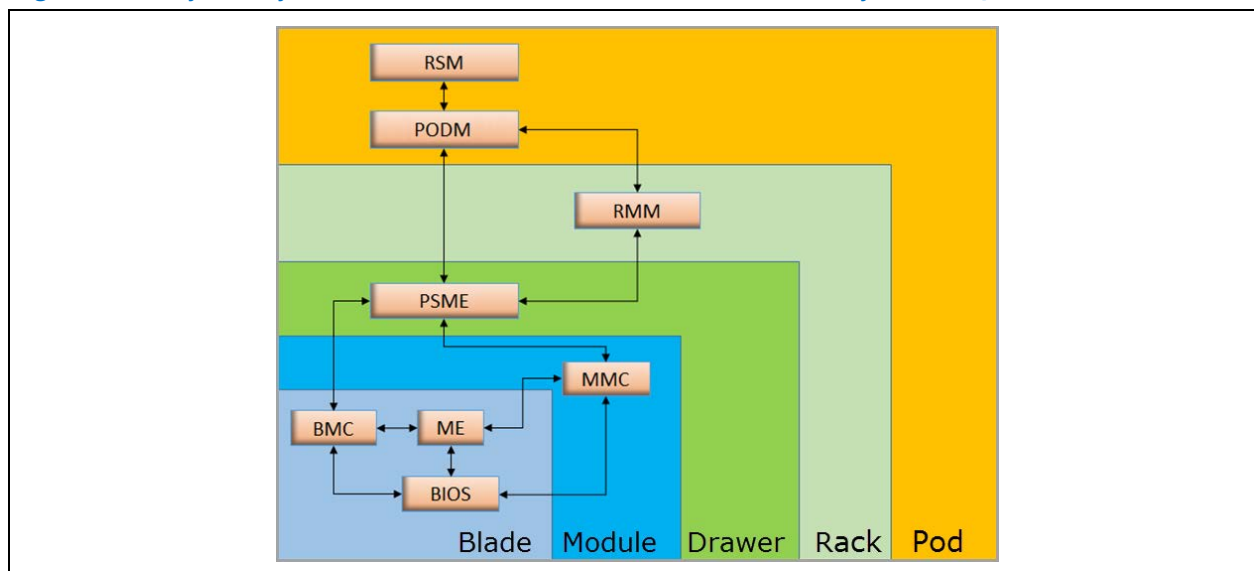 RSM
PODM
RMM
PSME
MMC
BMC
ME
BIOS
Blade
Module
Drawer
Rack
Pod